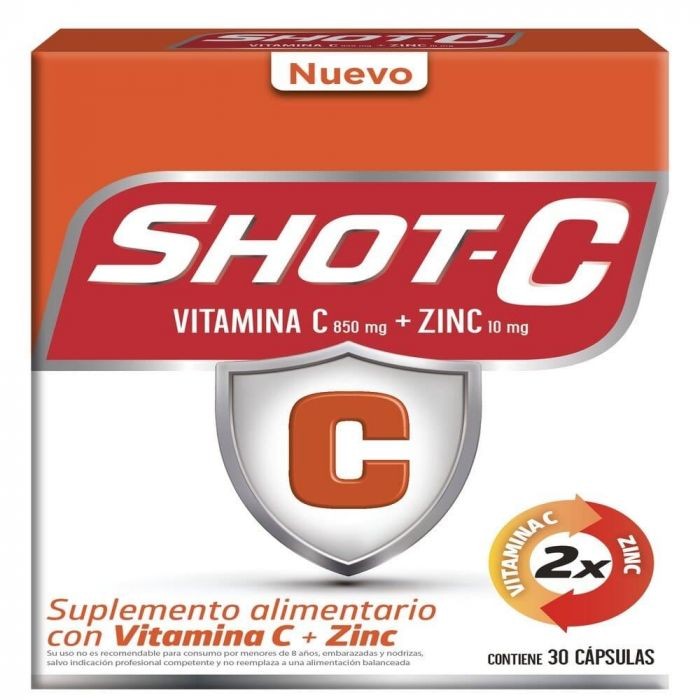 SHOT-C
VITAMINA C 850 mg + ZINC 10 mg
Nuevo
SHOT-C
VITAMINA C 850 mg + ZINC 10 mg
C
VITAMINA C
2x
ZINC
Suplemento alimentario
con Vitamina C + Zinc
Su uso no es recomendable para consumo por menores de 8 años, embarazadas y nodrizas,
salvo indicación profesional competente y no reemplaza a una alimentación balanceada
CONTIENE 30 CÁPSULAS